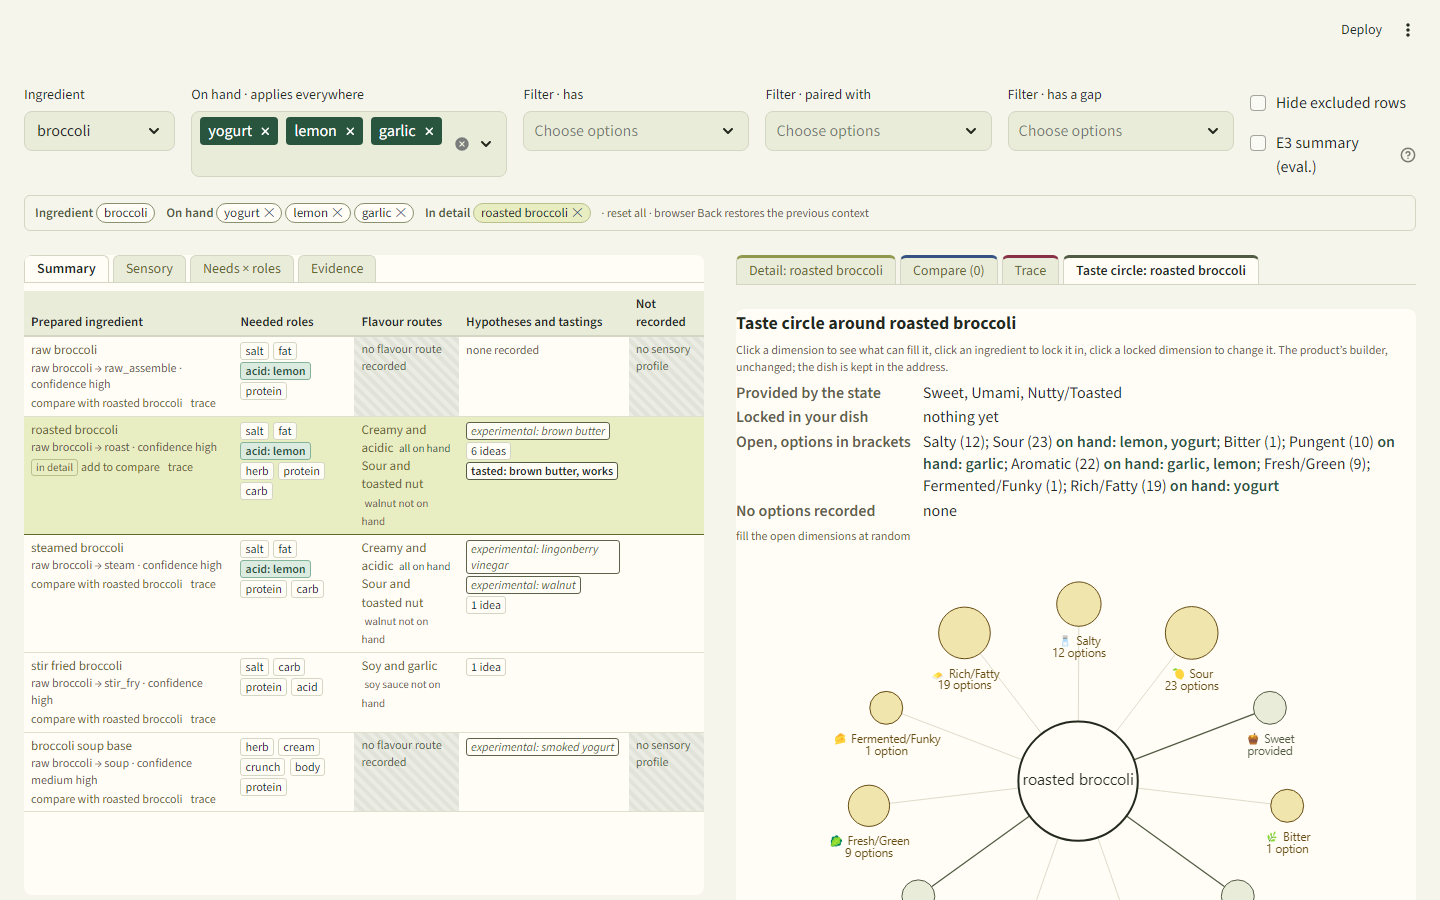 Deploy
Ingredient
On hand · applies everywhere
Filter · has
Filter · paired with
Filter · has a gap
broccoli
yogurt × lemon × garlic ×
Choose options
Choose options
Choose options
Hide excluded rows
E3 summary
(eval.)
Ingredient broccoli On hand yogurt × lemon × garlic × In detail roasted broccoli × · reset all · browser Back restores the previous context
Summary Sensory Needs × roles Evidence
Prepared ingredient Needed roles Flavour routes Hypotheses and tastings Not recorded
raw broccoli
raw broccoli → raw_assemble ·
confidence high
compare with roasted broccoli trace
salt fat
acid: lemon
protein
no flavour route
recorded
none recorded
no sensory
profile
roasted broccoli
raw broccoli → roast · confidence high
in detail add to compare trace
salt fat
acid: lemon
herb protein
carb
Creamy and
acidic all on hand
Sour and
toasted nut
walnut not on
hand
experimental: brown butter
6 ideas
tasted: brown butter, works
steamed broccoli
raw broccoli → steam · confidence high
compare with roasted broccoli trace
salt fat
acid: lemon
protein carb
Creamy and
acidic all on hand
Sour and
toasted nut
walnut not on
hand
experimental: lingonberry
vinegar
experimental: walnut
1 idea
stir fried broccoli
raw broccoli → stir_fry · confidence
high
compare with roasted broccoli trace
salt carb
protein acid
Soy and garlic
soy sauce not on
hand
1 idea
broccoli soup base
raw broccoli → soup · confidence
medium high
compare with roasted broccoli trace
herb cream
crunch body
protein
no flavour route
recorded
experimental: smoked yogurt
no sensory
profile
Detail: roasted broccoli Compare (0) Trace Taste circle: roasted broccoli
Taste circle around roasted broccoli
Click a dimension to see what can fill it, click an ingredient to lock it in, click a locked dimension to change it. The product's builder,
unchanged; the dish is kept in the address.
Provided by the state Sweet, Umami, Nutty/Toasted
Locked in your dish nothing yet
Open, options in brackets Salty (12); Sour (23) on hand: lemon, yogurt; Bitter (1); Pungent (10) on
hand: garlic; Aromatic (22) on hand: garlic, lemon; Fresh/Green (9);
Fermented/Funky (1); Rich/Fatty (19) on hand: yogurt
No options recorded none
fill the open dimensions at random
Salty
12 options
Rich/Fatty
19 options
Sour
23 options
Fermented/Funky
1 option
Sweet
provided
roasted broccoli
Fresh/Green
9 options
Bitter
1 option